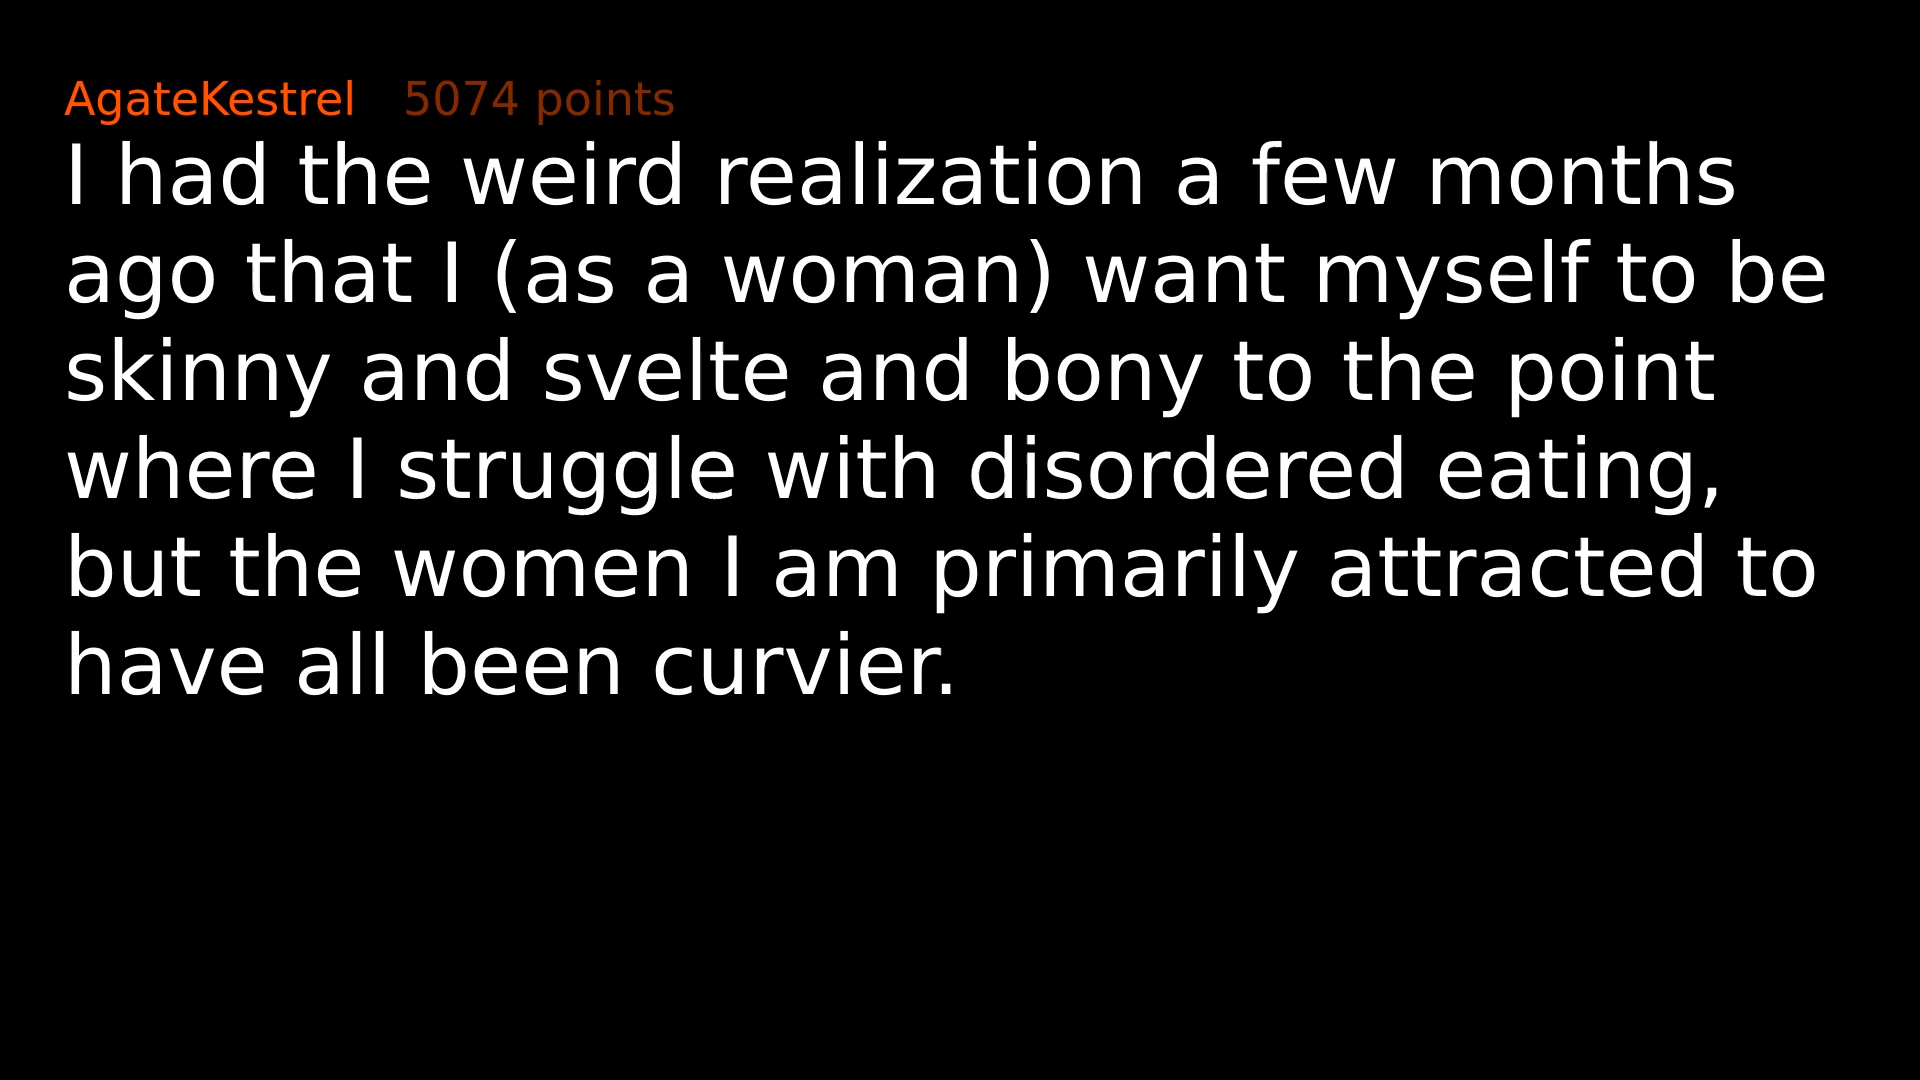 AgateKestrel 5074 points
I had the weird realization a few months
ago that I (as a woman) want myself to be
skinny and svelte and bony to the point
where I struggle with disordered eating,
but the women I am primarily attracted to
have all been curvier.